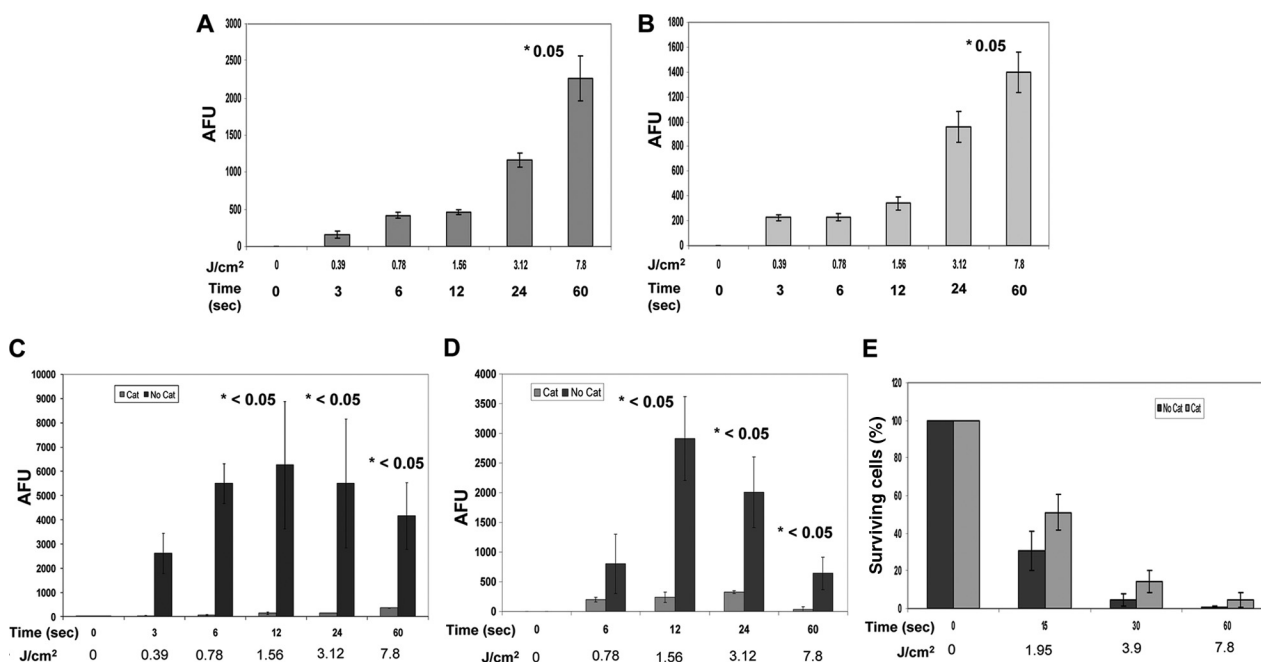 A
3000
2500
2000
1500
1000
500
0
AFU
* 0.05
J/cm2 0 0.39 0.78 1.56 3.12 7.8
Time (sec) 0 3 6 12 24 60
B
1800
1600
1400
1200
1000
800
600
400
200
0
AFU
* 0.05
J/cm2 0 0.39 0.78 1.56 3.12 7.8
Time (sec) 0 3 6 12 24 60
C
10000
9000
8000
7000
6000
5000
4000
3000
2000
1000
0
AFU
Cat No Cat
* < 0.05 * < 0.05
* < 0.05
Time (sec) 0 3 6 12 24 60
J/cm2 0 0.39 0.78 1.56 3.12 7.8
D
4000
3500
3000
2500
2000
1500
1000
500
0
AFU
Cat No Cat
* < 0.05
* < 0.05
* < 0.05
Time (sec) 0 6 12 24 60
J/cm2 0 0.78 1.56 3.12 7.8
E
120
100
80
60
40
20
0
Surviving cells (%)
No Cat Cat
Time (sec) 0 15 30 60
J/cm2 0 1.95 3.9 7.8